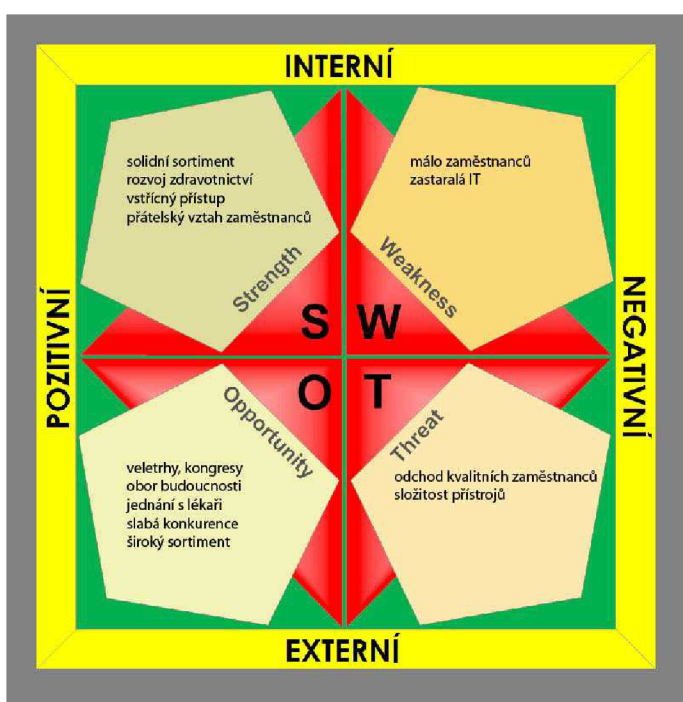 INTERNÍ
solidní sortiment
rozvoj zdravotnictví
vstřícný přístup
přátelský vztah zaměstnanců
málo zaměstnanců
zastaralá IT
Strength
Weakness
POZITIVNÍ
NEGATIVNÍ
S W
O T
Opportunity
Threat
veletrhy, kongresy
obor budoucnosti
jednání s lékaři
slabá konkurence
široký sortiment
odchod kvalitních zaměstnanců
složitost přístrojů
EXTERNÍ